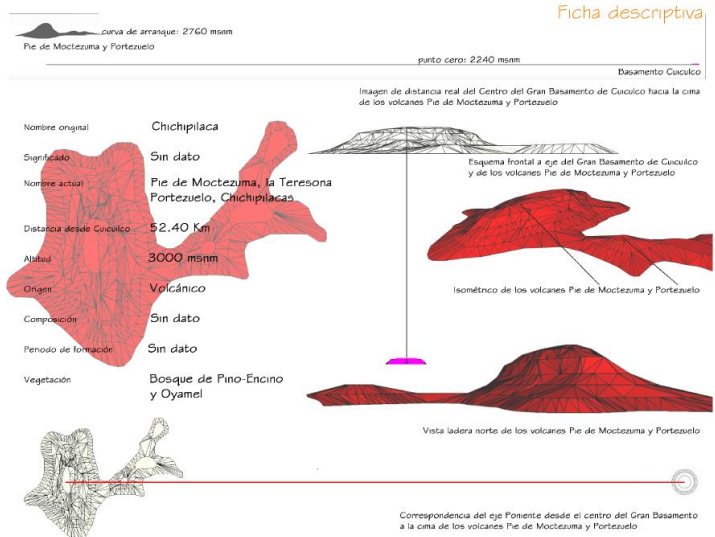 Ficha descriptiva
curva de arranque: 2760 msnm
Pie de Moctezuma y Portezuelo
punto cero: 2240 msnm
Basamento Cuiculco
Imagen de distancia real del Centro del Gran Basamento de Cuiculco hacia la cima
de los volcanes Pie de Moctezuma y Portezuelo
Nombre original Chichipilaca
Significado Sin dato
Nombre actual Pie de Moctezuma, la Teresona
Portezuelo, Chichipilacas
Distancia desde Cuiculco 52.40 Km
Altitud 3000 msnm
Origen Volcánico
Composición Sin dato
Periodo de formación Sin dato
Vegetación Bosque de Pino-Encino
y Oyamel
Esquema frontal a eje del Gran Basamento de Cuiculco
y de los volcanes Pie de Moctezuma y Portezuelo
Isométrico de los volcanes Pie de Moctezuma y Portezuelo
Vista ladera norte de los volcanes Pie de Moctezuma y Portezuelo
Correspondencia del eje Poniente desde el centro del Gran Basamento
a la cima de los volcanes Pie de Moctezuma y Portezuelo